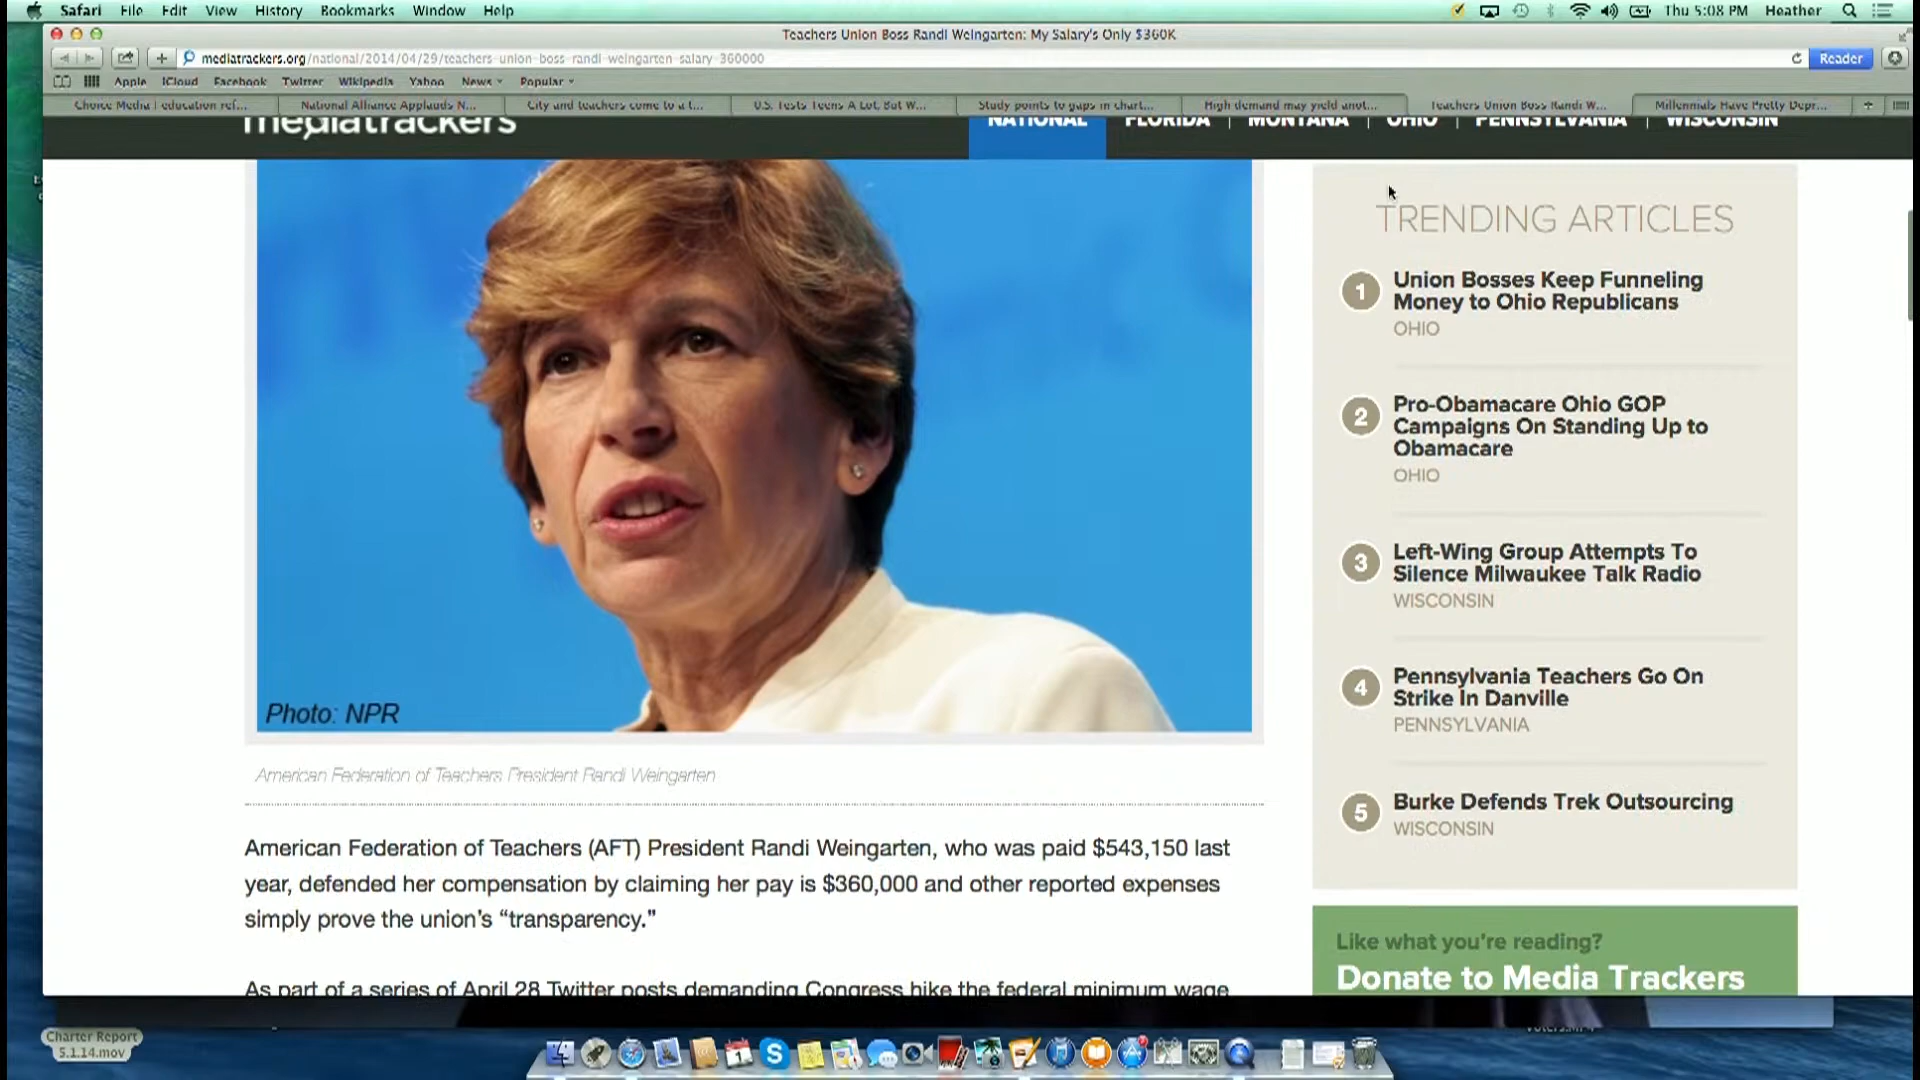 Safari File Edit View History Bookmarks Window Help Thu 5:08 PM Heather
Teachers Union Boss Randi Weingarten: My Salary's Only $360K
mediatrackers.org/national/2014/04/29/teachers-union-boss-randi-weingarten-salary-360000 Reader
Apple iCloud Facebook Twitter Wikipedia Yahoo News Popular
Choice Media | education ref... National Alliance Applauds N... City and teachers come to a t... U.S. Tests Teens A Lot, But W... Study points to gaps in chart... High demand may yield anot... Teachers Union Boss Randi W... Millennials Have Pretty Depr...
mediatrackers NATIONAL FLORIDA MONTANA OHIO PENNSYLVANIA WISCONSIN
Photo: NPR
American Federation of Teachers President Randi Weingarten
American Federation of Teachers (AFT) President Randi Weingarten, who was paid $543,150 last
year, defended her compensation by claiming her pay is $360,000 and other reported expenses
simply prove the union’s “transparency.”
As part of a series of April 28 Twitter posts demanding Congress hike the federal minimum wage
TRENDING ARTICLES
1
Union Bosses Keep Funneling
Money to Ohio Republicans
OHIO
2
Pro-Obamacare Ohio GOP
Campaigns On Standing Up to
Obamacare
OHIO
3
Left-Wing Group Attempts To
Silence Milwaukee Talk Radio
WISCONSIN
4
Pennsylvania Teachers Go On
Strike In Danville
PENNSYLVANIA
5
Burke Defends Trek Outsourcing
WISCONSIN
Like what you’re reading?
Donate to Media Trackers
Charter Report
5.1.14.mov
1